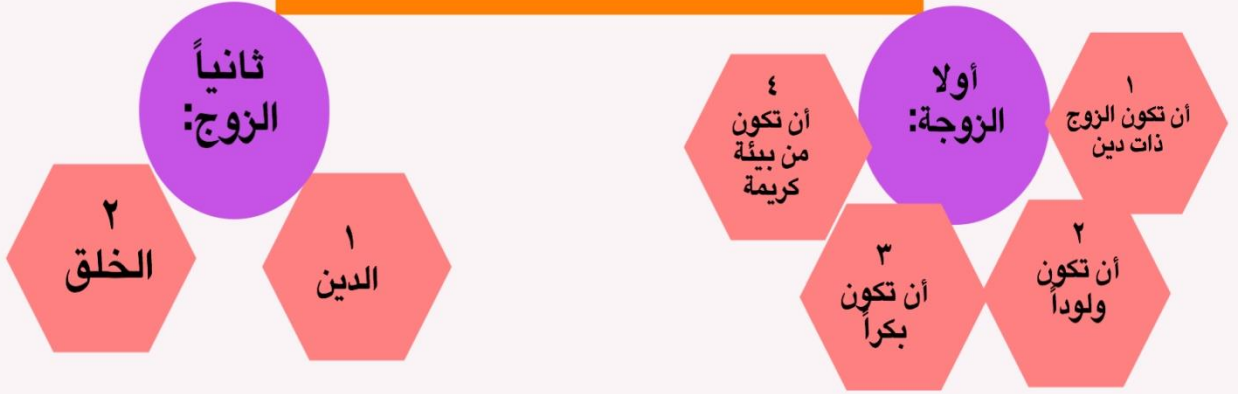 أولا
الزوجة:
١
أن تكون الزوج
ذات دين
٢
أن تكون
ولوداً
٣
أن تكون
بكراً
٤
أن تكون
من بيئة
كريمة
ثانياً
الزوج:
١
الدين
٢
الخلق